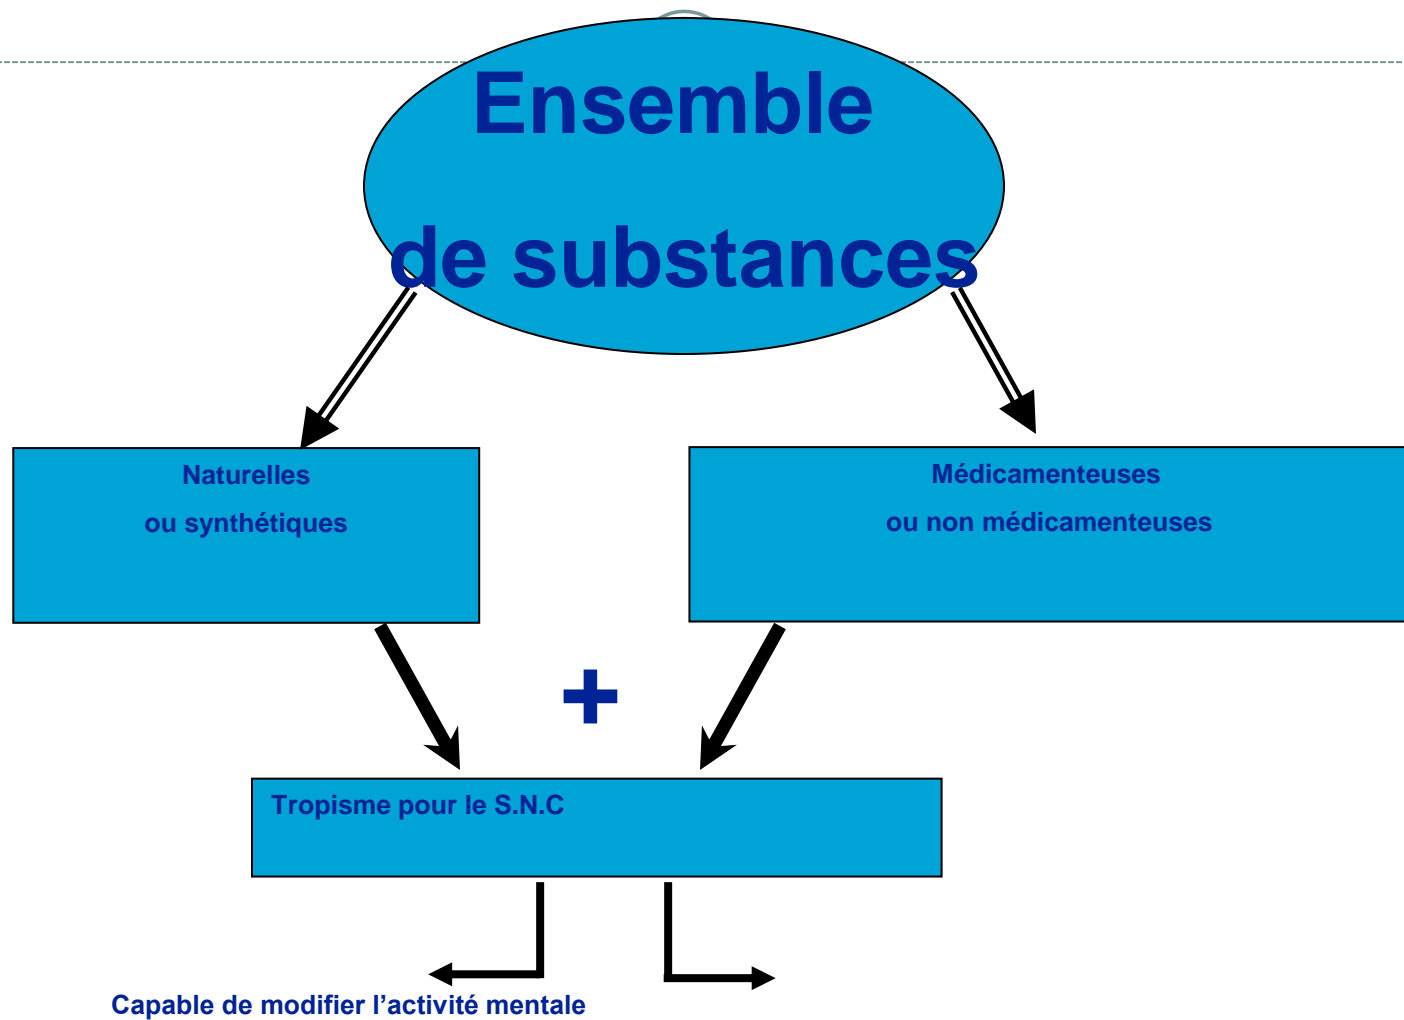 Ensemble
de substances
Naturelles
ou synthétiques
Médicamenteuses
ou non médicamenteuses
+
Tropisme pour le S.N.C
Capable de modifier l’activité mentale